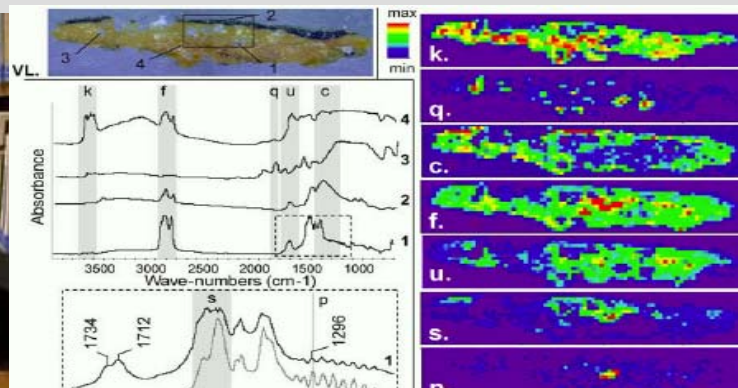 VL.
2
3
4
1
max
min
k
f
q
u
c
4
3
2
1
Absorbance
3500
3000
2500
2000
1500
1000
Wave-numbers (cm-1)
s
p
1734
1712
1296
1
k.
q.
c.
f.
u.
s.